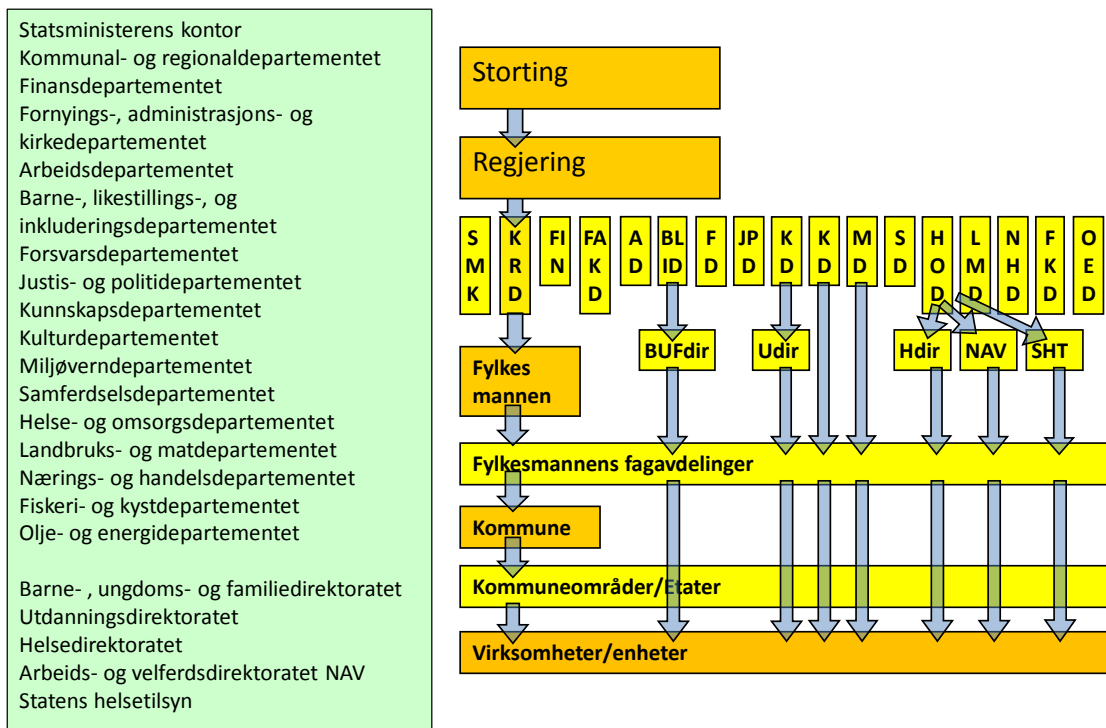 Statsministerens kontor
Kommunal- og regionaldepartementet
Finansdepartementet
Fornyings-, administrasjons- og
kirkedepartementet
Arbeidsdepartementet
Barne-, likestillings-, og
inkluderingsdepartementet
Forsvarsdepartementet
Justis- og politidepartementet
Kunnskapsdepartementet
Kulturdepartementet
Miljøverndepartementet
Samferdselsdepartementet
Helse- og omsorgsdepartementet
Landbruks- og matdepartementet
Nærings- og handelsdepartementet
Fiskeri- og kystdepartementet
Olje- og energidepartementet
Barne- , ungdoms- og familiedirektoratet
Utdanningsdirektoratet
Helsedirektoratet
Arbeids- og velferdsdirektoratet NAV
Statens helsetilsyn
Storting
Regjering
S
M
K
K
R
D
FI
N
FA
K
D
A
D
BL
ID
F
D
JP
D
K
D
K
D
M
D
S
D
H
O
D
L
M
D
N
H
D
F
K
D
O
E
D
Fylkes
mannen
BUFdir
Udir
Hdir
NAV
SHT
Fylkesmannens fagavdelinger
Kommune
Kommuneområder/Etater
Virksomheter/enheter